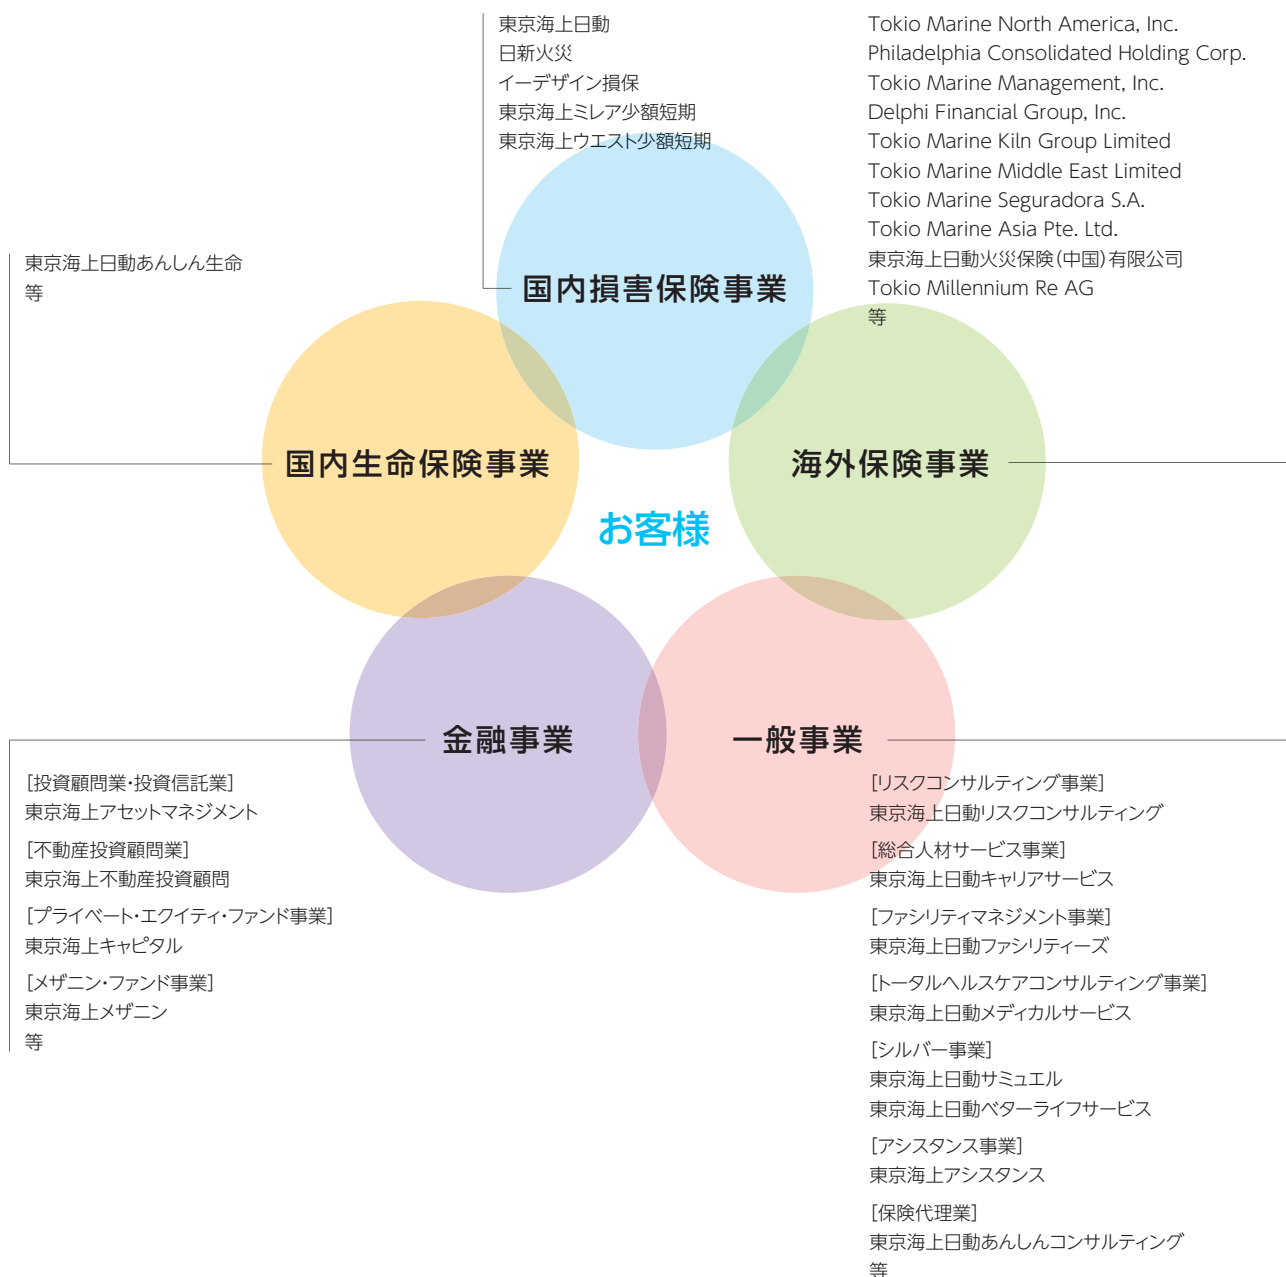 東京海上日動
日新火災
イーデザイン損保
東京海上ミレア少額短期
東京海上ウエスト少額短期
国内損害保険事業
Tokio Marine North America, Inc.
Philadelphia Consolidated Holding Corp.
Tokio Marine Management, Inc.
Delphi Financial Group, Inc.
Tokio Marine Kiln Group Limited
Tokio Marine Middle East Limited
Tokio Marine Seguradora S.A.
Tokio Marine Asia Pte. Ltd.
東京海上日動火災保険(中国)有限公司
Tokio Millennium Re AG
等
海外保険事業
東京海上日動あんしん生命
等
国内生命保険事業
お客様
金融事業
[投資顧問業・投資信託業]
東京海上アセットマネジメント
[不動産投資顧問業]
東京海上不動産投資顧問
[プライベート・エクイティ・ファンド事業]
東京海上キャピタル
[メザニン・ファンド事業]
東京海上メザニン
等
一般事業
[リスクコンサルティング事業]
東京海上日動リスクコンサルティング
[総合人材サービス事業]
東京海上日動キャリアサービス
[ファシリティマネジメント事業]
東京海上日動ファシリティーズ
[トータルヘルスケアコンサルティング事業]
東京海上日動メディカルサービス
[シルバー事業]
東京海上日動サミュエル
東京海上日動ベターライフサービス
[アシスタンス事業]
東京海上アシスタンス
[保険代理業]
東京海上日動あんしんコンサルティング
等